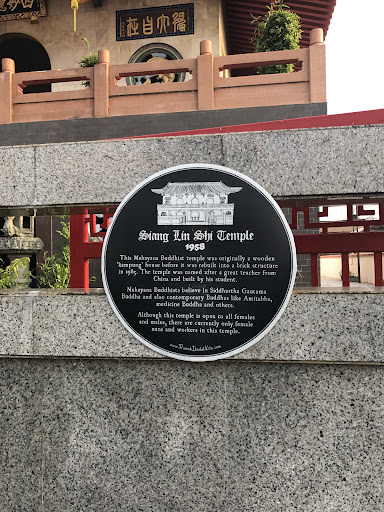 得大自在
Siang Lin Shi Temple
1958
This Mahayana Buddhist temple was originally a wooden
'kampung' house before it was rebuilt into a brick structure
in 1985. The temple was named after a great teacher from
China and built by his student.
Mahayana Buddhists believe in Siddhartha Gautama
Buddha and also contemporary Buddhas like Amitabha,
medicine Buddha and others.
Although this temple is open to all females
and males, there are currently only female
nuns and workers in this temple.